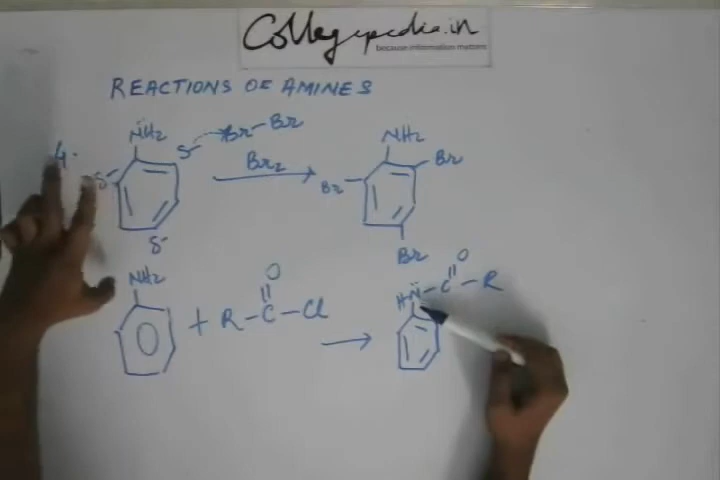 Collegepedia.in
because information matters
REACTIONS OF AMINES
4.
NH2
δ-
Br-Br
δ-
δ-
Br2
NH2
Br
Br
Br
NH2
+ R-C-Cl
O
HN-C-R
O